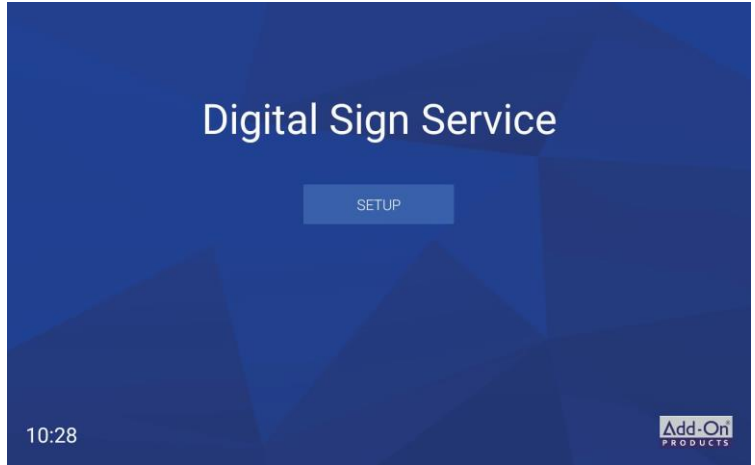 Digital Sign Service
SETUP
10:28
Add-On
PRODUCTS